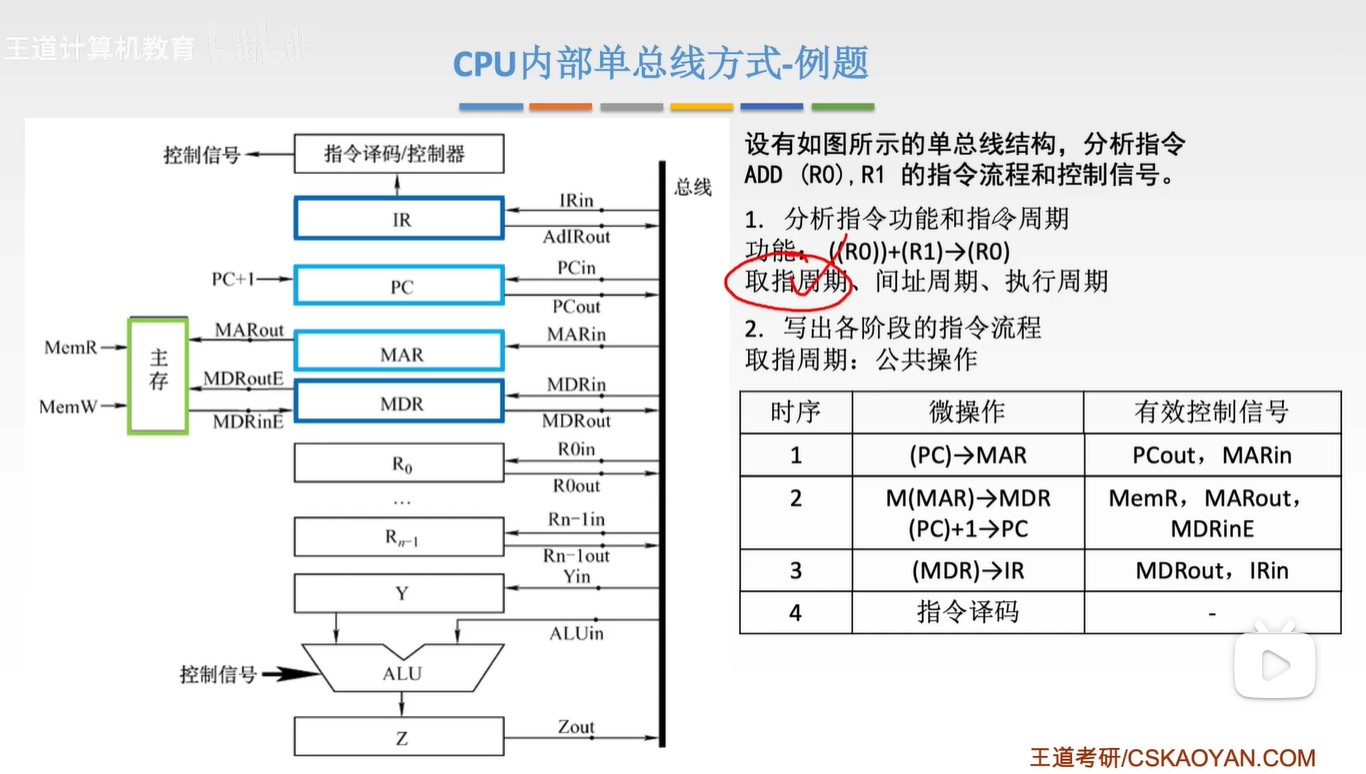 王道计算机教育 bilibili
CPU内部单总线方式-例题
控制信号
指令译码/控制器
总线
IRin
IR
AdIRout
PC+1
PCin
PC
PCout
MARout
MARin
MemR
主存
MAR
MDRoutE
MDRin
MemW
MDR
MDRinE
MDRout
R0in
R0
R0out
…
Rn-1in
Rn-1
Rn-1out
Yin
Y
ALUin
控制信号
ALU
Zout
Z
设有如图所示的单总线结构，分析指令
ADD (R0),R1 的指令流程和控制信号。
1. 分析指令功能和指令周期
功能： ((R0))+(R1)→(R0)
取指周期、间址周期、执行周期
2. 写出各阶段的指令流程
取指周期：公共操作
时序 微操作 有效控制信号
1 (PC)→MAR PCout，MARin
2 M(MAR)→MDR MemR，MARout，
(PC)+1→PC MDRinE
3 (MDR)→IR MDRout，IRin
4 指令译码 -
王道考研/CSKAOYAN.COM